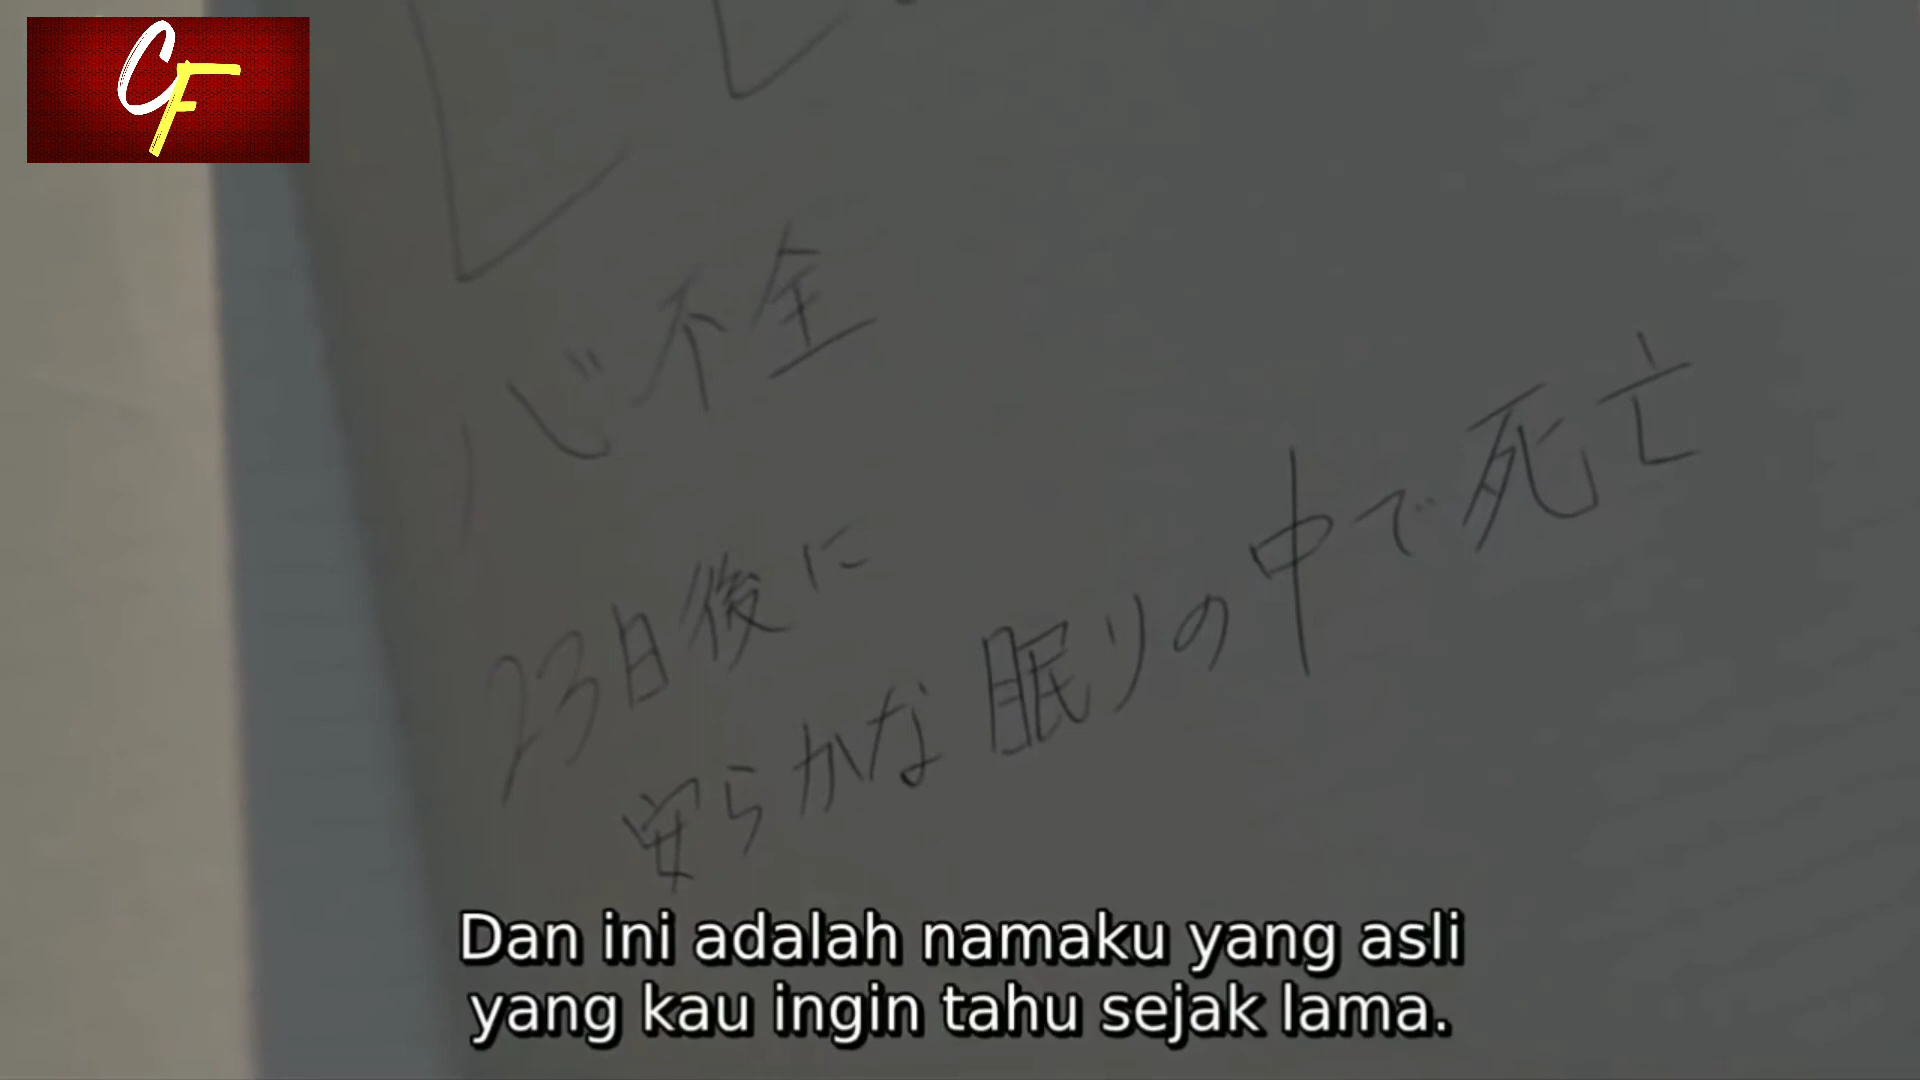 CF
心不全
23日後に
安らかな眠りの中で死亡
Dan ini adalah namaku yang asli
yang kau ingin tahu sejak lama.